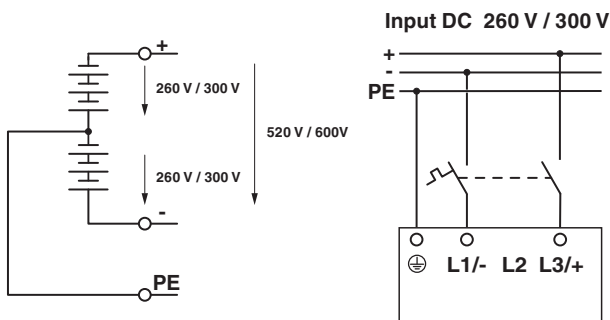 Input DC 260 V / 300 V
+
260 V / 300 V
520 V / 600V
260 V / 300 V
-
PE
+
-
PE
L1/- L2 L3/+